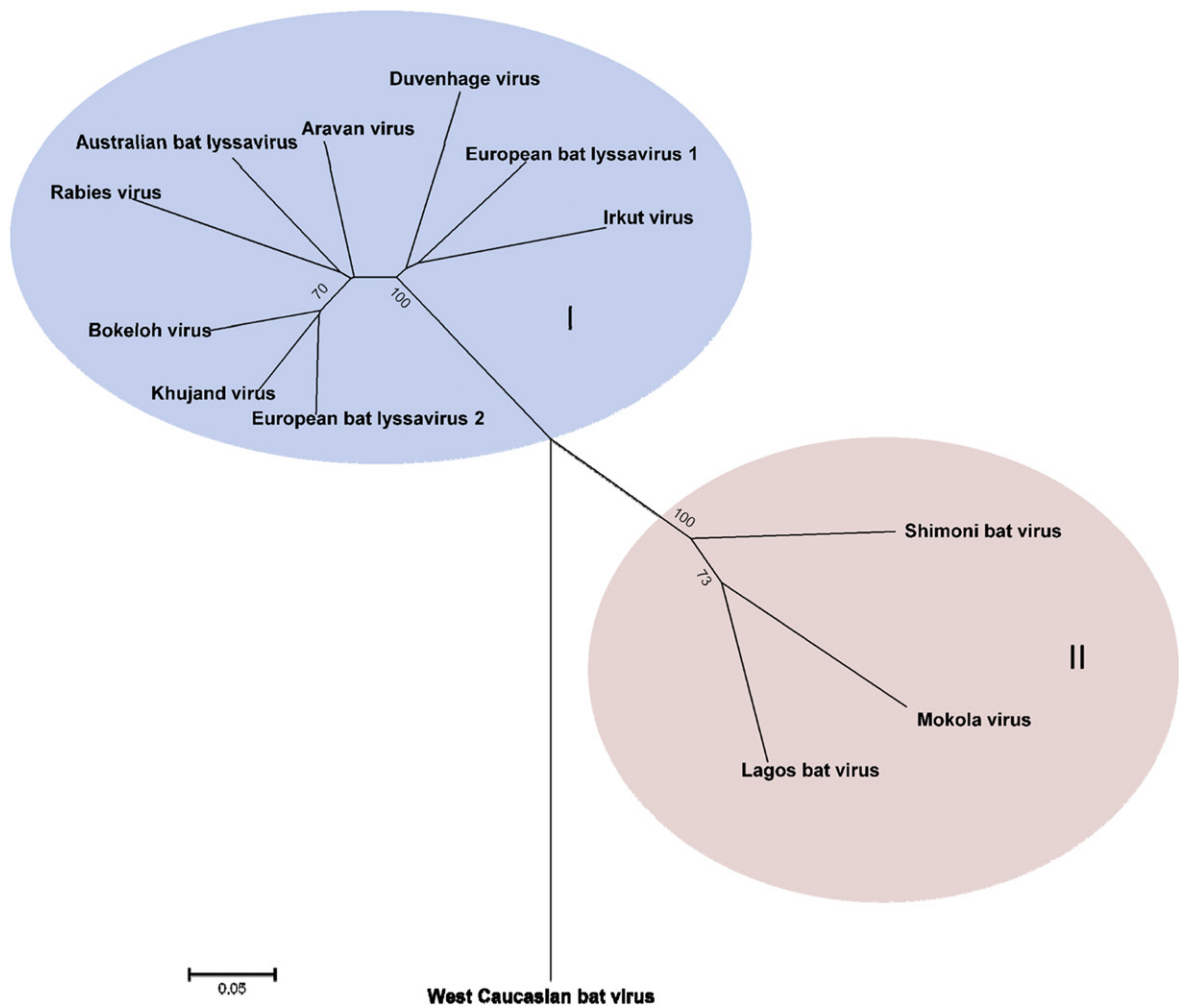 Duvenhage virus
Aravan virus
Australian bat lyssavirus
European bat lyssavirus 1
Rabies virus
Irkut virus
70
100
I
Bokeloh virus
Khujand virus
European bat lyssavirus 2
100
Shimoni bat virus
73
II
Mokola virus
Lagos bat virus
0.05
West Caucasian bat virus